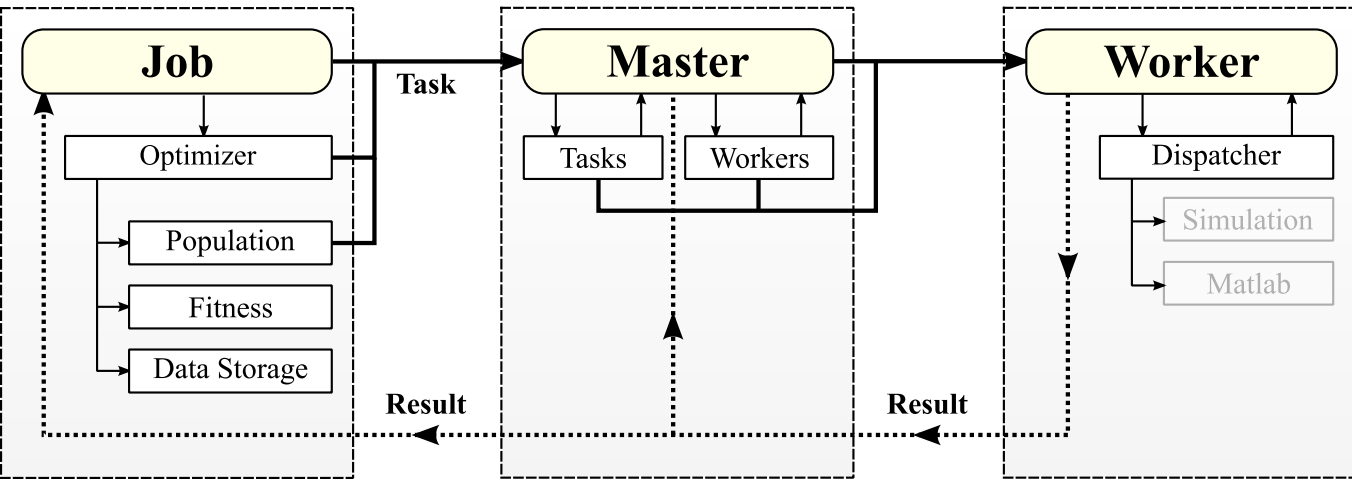 Job
Task
Master
Worker
Optimizer
Tasks
Workers
Dispatcher
Population
Simulation
Fitness
Matlab
Data Storage
Result
Result